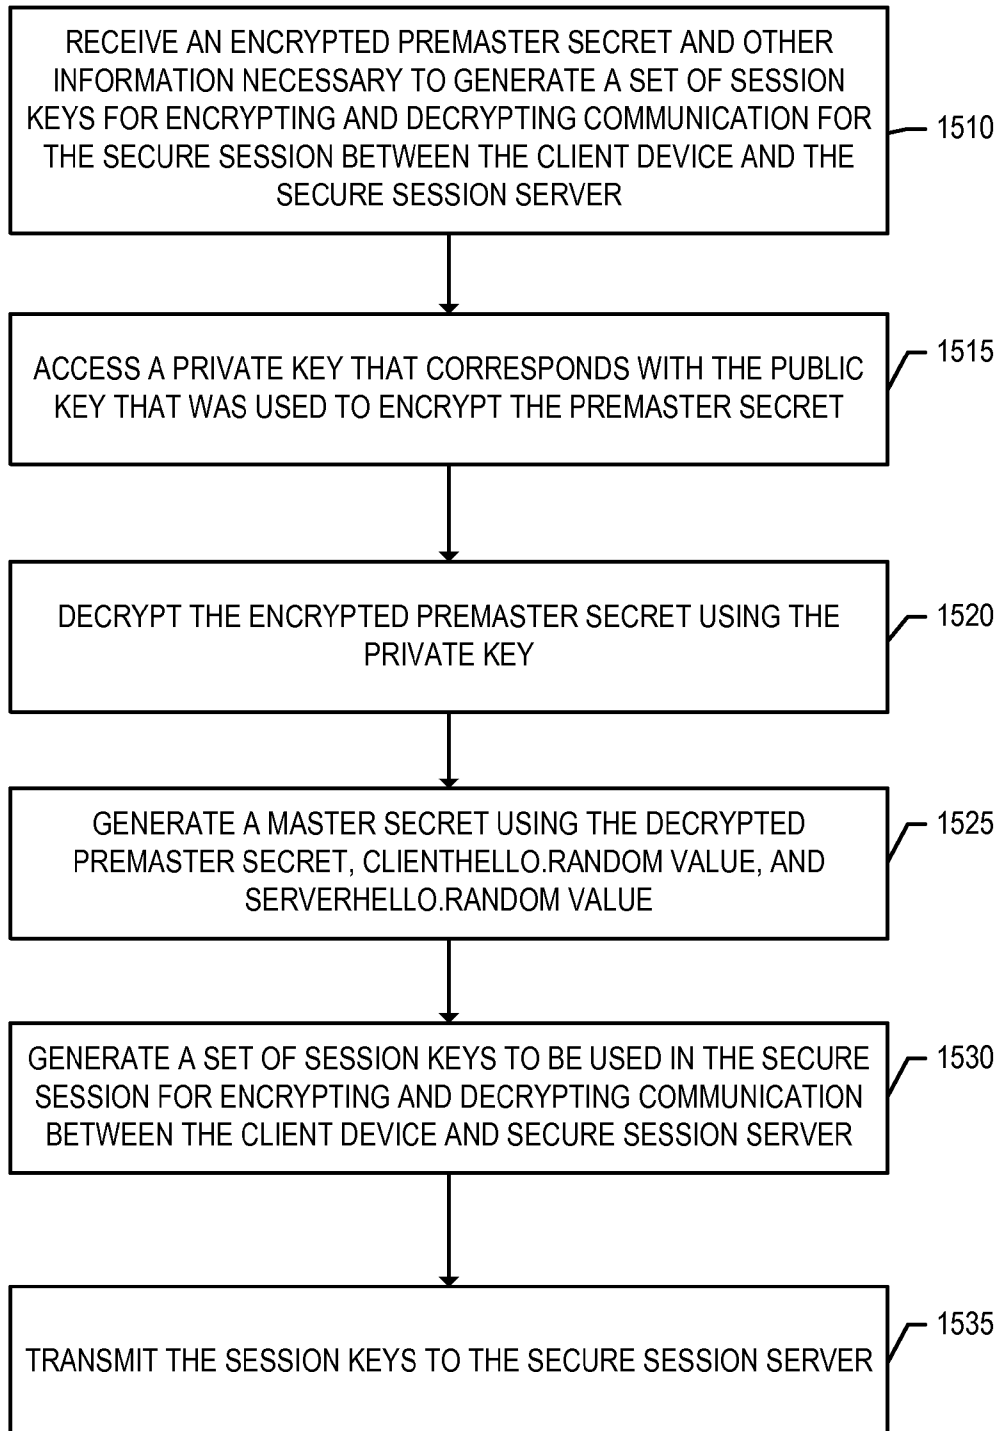 RECEIVE AN ENCRYPTED PREMASTER SECRET AND OTHER
INFORMATION NECESSARY TO GENERATE A SET OF SESSION
KEYS FOR ENCRYPTING AND DECRYPTING COMMUNICATION FOR
THE SECURE SESSION BETWEEN THE CLIENT DEVICE AND THE
SECURE SESSION SERVER
1510
ACCESS A PRIVATE KEY THAT CORRESPONDS WITH THE PUBLIC
KEY THAT WAS USED TO ENCRYPT THE PREMASTER SECRET
1515
DECRYPT THE ENCRYPTED PREMASTER SECRET USING THE
PRIVATE KEY
1520
GENERATE A MASTER SECRET USING THE DECRYPTED
PREMASTER SECRET, CLIENTHELLO.RANDOM VALUE, AND
SERVERHELLO.RANDOM VALUE
1525
GENERATE A SET OF SESSION KEYS TO BE USED IN THE SECURE
SESSION FOR ENCRYPTING AND DECRYPTING COMMUNICATION
BETWEEN THE CLIENT DEVICE AND SECURE SESSION SERVER
1530
TRANSMIT THE SESSION KEYS TO THE SECURE SESSION SERVER
1535